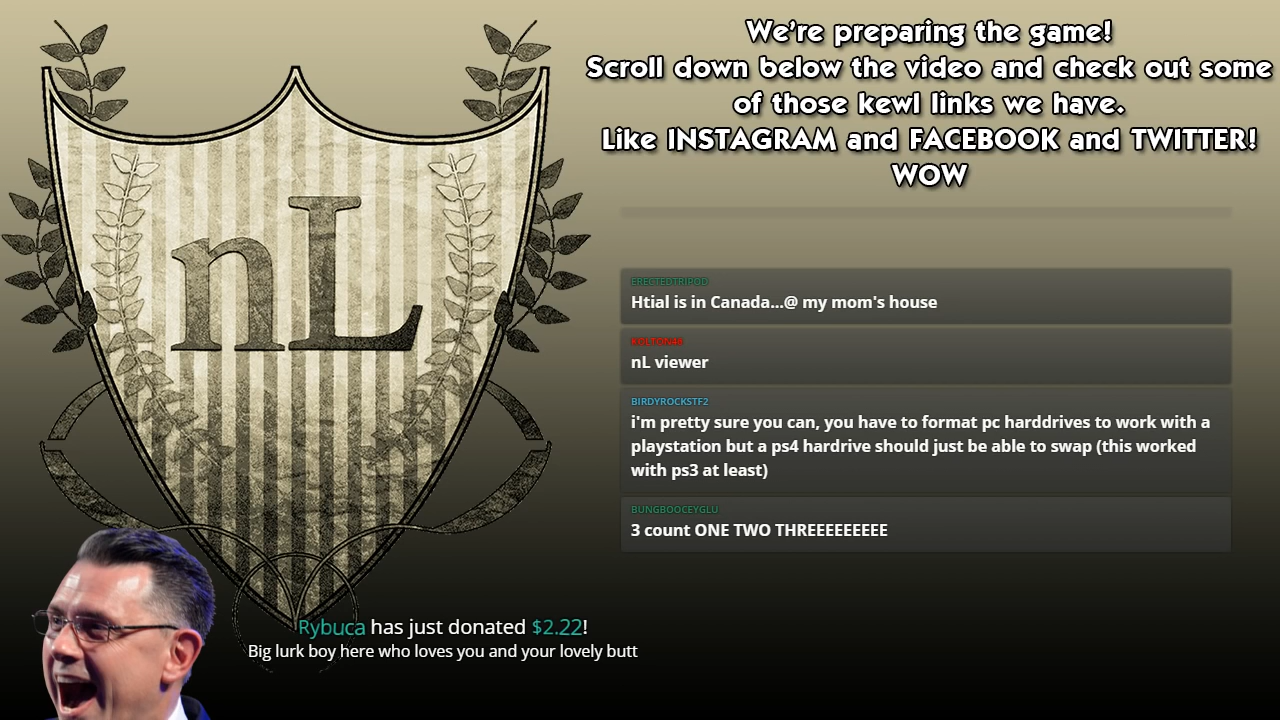 We're preparing the game!
Scroll down below the video and check out some
of those kewl links we have.
Like INSTAGRAM and FACEBOOK and TWITTER!
WOW
nL
ERECTEDTRIPOD
Htial is in Canada...@ my mom's house
KOLTON48
nL viewer
BIRDYROCKSTF2
i'm pretty sure you can, you have to format pc harddrives to work with a
playstation but a ps4 hardrive should just be able to swap (this worked
with ps3 at least)
BUNGBOOCEYGLU
3 count ONE TWO THREEEEEEEEE
Rybuca has just donated $2.22!
Big lurk boy here who loves you and your lovely butt